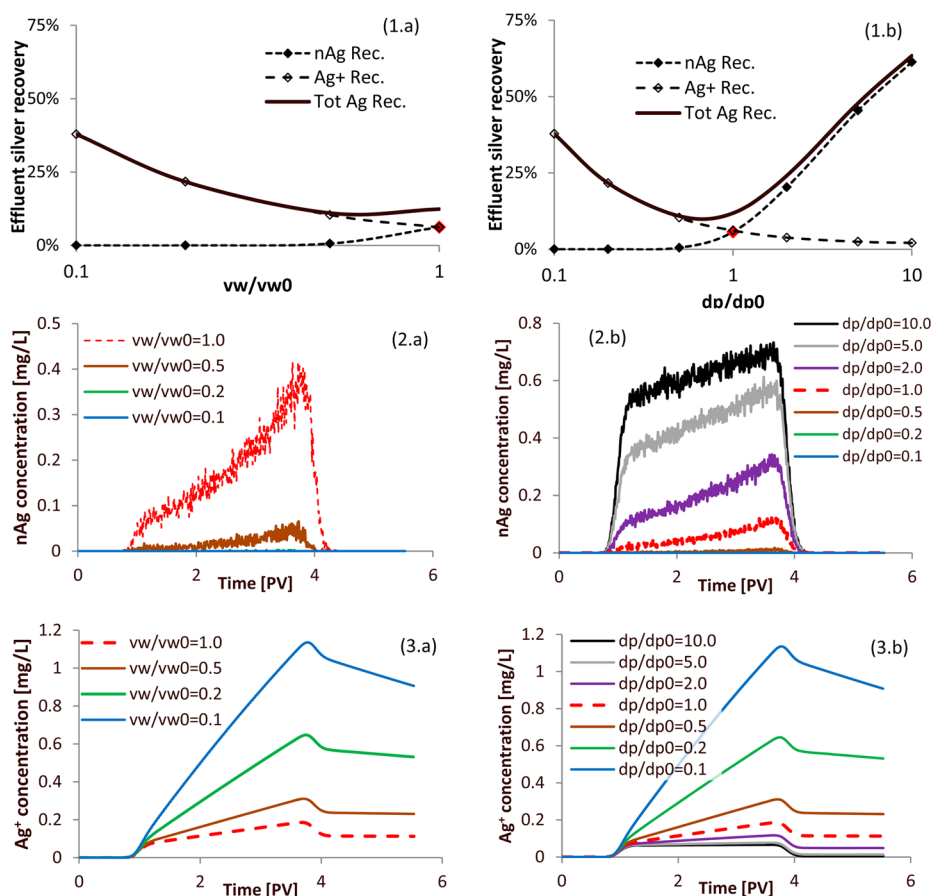 75%
(1.a)
nAg Rec.
Ag+ Rec.
Tot Ag Rec.
50%
25%
0%
0.1
1
vw/vw0
Effluent silver recovery
75%
(1.b)
nAg Rec.
Ag+ Rec.
Tot Ag Rec.
50%
25%
0%
0.1
1
10
dp/dp0
Effluent silver recovery
0.5
(2.a)
vw/vw0=1.0
vw/vw0=0.5
vw/vw0=0.2
vw/vw0=0.1
0.4
0.3
0.2
0.1
0
0
2
4
6
Time [PV]
nAg concentration [mg/L]
0.8
(2.b)
dp/dp0=10.0
dp/dp0=5.0
dp/dp0=2.0
dp/dp0=1.0
dp/dp0=0.5
dp/dp0=0.2
dp/dp0=0.1
0.6
0.4
0.2
0
0
2
4
6
Time [PV]
nAg concentration [mg/L]
1.2
(3.a)
vw/vw0=1.0
vw/vw0=0.5
vw/vw0=0.2
vw/vw0=0.1
1
0.8
0.6
0.4
0.2
0
0
2
4
6
Time [PV]
Ag⁺ concentration [mg/L]
1.2
(3.b)
dp/dp0=10.0
dp/dp0=5.0
dp/dp0=2.0
dp/dp0=1.0
dp/dp0=0.5
dp/dp0=0.2
dp/dp0=0.1
1
0.8
0.6
0.4
0.2
0
0
2
4
6
Time [PV]
Ag⁺ concentration [mg/L]